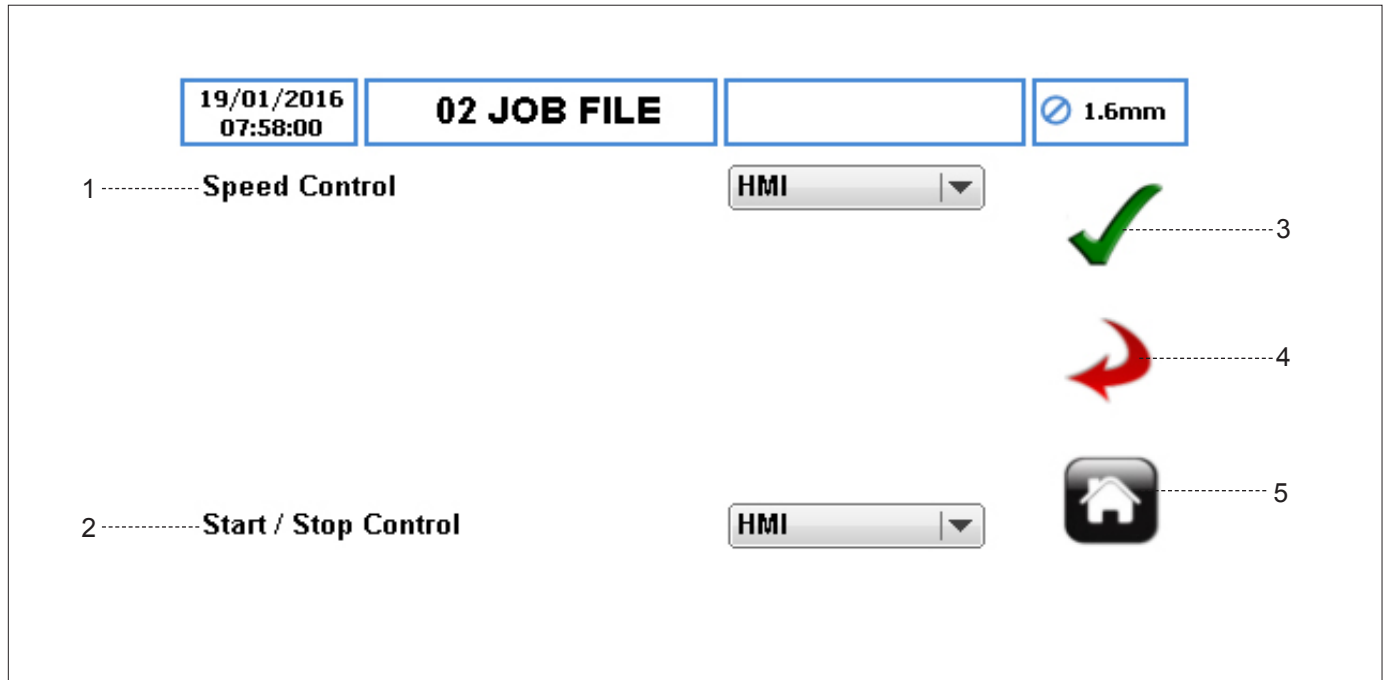 19/01/2016
07:58:00
02 JOB FILE
1.6mm
1 Speed Control HMI
3
4
5
2 Start / Stop Control HMI